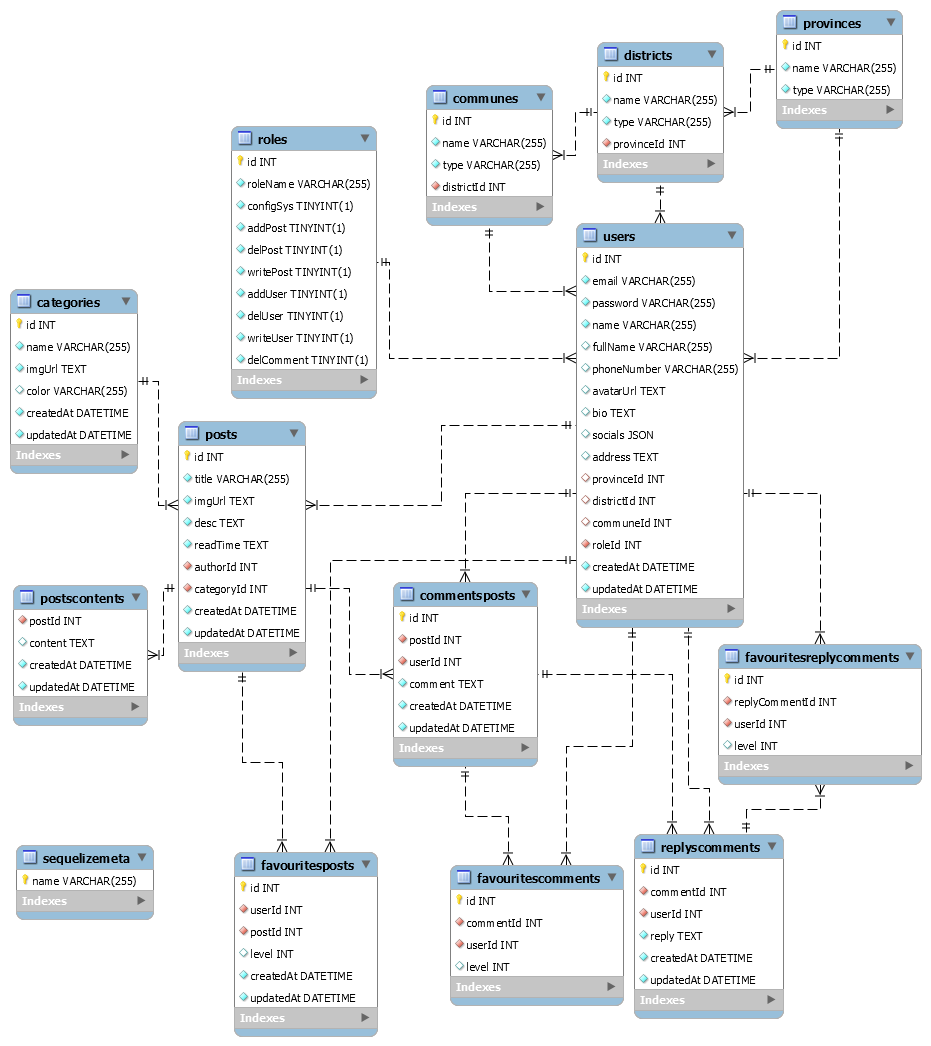 provinces
id INT
name VARCHAR(255)
type VARCHAR(255)
Indexes
districts
id INT
name VARCHAR(255)
type VARCHAR(255)
provinceId INT
Indexes
communes
id INT
name VARCHAR(255)
type VARCHAR(255)
districtId INT
Indexes
roles
id INT
roleName VARCHAR(255)
configSys TINYINT(1)
addPost TINYINT(1)
delPost TINYINT(1)
writePost TINYINT(1)
addUser TINYINT(1)
delUser TINYINT(1)
writeUser TINYINT(1)
delComment TINYINT(1)
Indexes
users
id INT
email VARCHAR(255)
password VARCHAR(255)
name VARCHAR(255)
fullName VARCHAR(255)
phoneNumber VARCHAR(255)
avatarUrl TEXT
bio TEXT
socials JSON
address TEXT
provinceId INT
districtId INT
communeId INT
roleId INT
createdAt DATETIME
updatedAt DATETIME
Indexes
categories
id INT
name VARCHAR(255)
imgUrl TEXT
color VARCHAR(255)
createdAt DATETIME
updatedAt DATETIME
Indexes
posts
id INT
title VARCHAR(255)
imgUrl TEXT
desc TEXT
readTime TEXT
authorId INT
categoryId INT
createdAt DATETIME
updatedAt DATETIME
Indexes
postscontents
postId INT
content TEXT
createdAt DATETIME
updatedAt DATETIME
Indexes
commentsposts
id INT
postId INT
userId INT
comment TEXT
createdAt DATETIME
updatedAt DATETIME
Indexes
favouritesreplycomments
id INT
replyCommentId INT
userId INT
level INT
Indexes
sequelizemeta
name VARCHAR(255)
Indexes
favouritesposts
id INT
userId INT
postId INT
level INT
createdAt DATETIME
updatedAt DATETIME
Indexes
favouritescomments
id INT
commentId INT
userId INT
level INT
Indexes
replyscomments
id INT
commentId INT
userId INT
reply TEXT
createdAt DATETIME
updatedAt DATETIME
Indexes